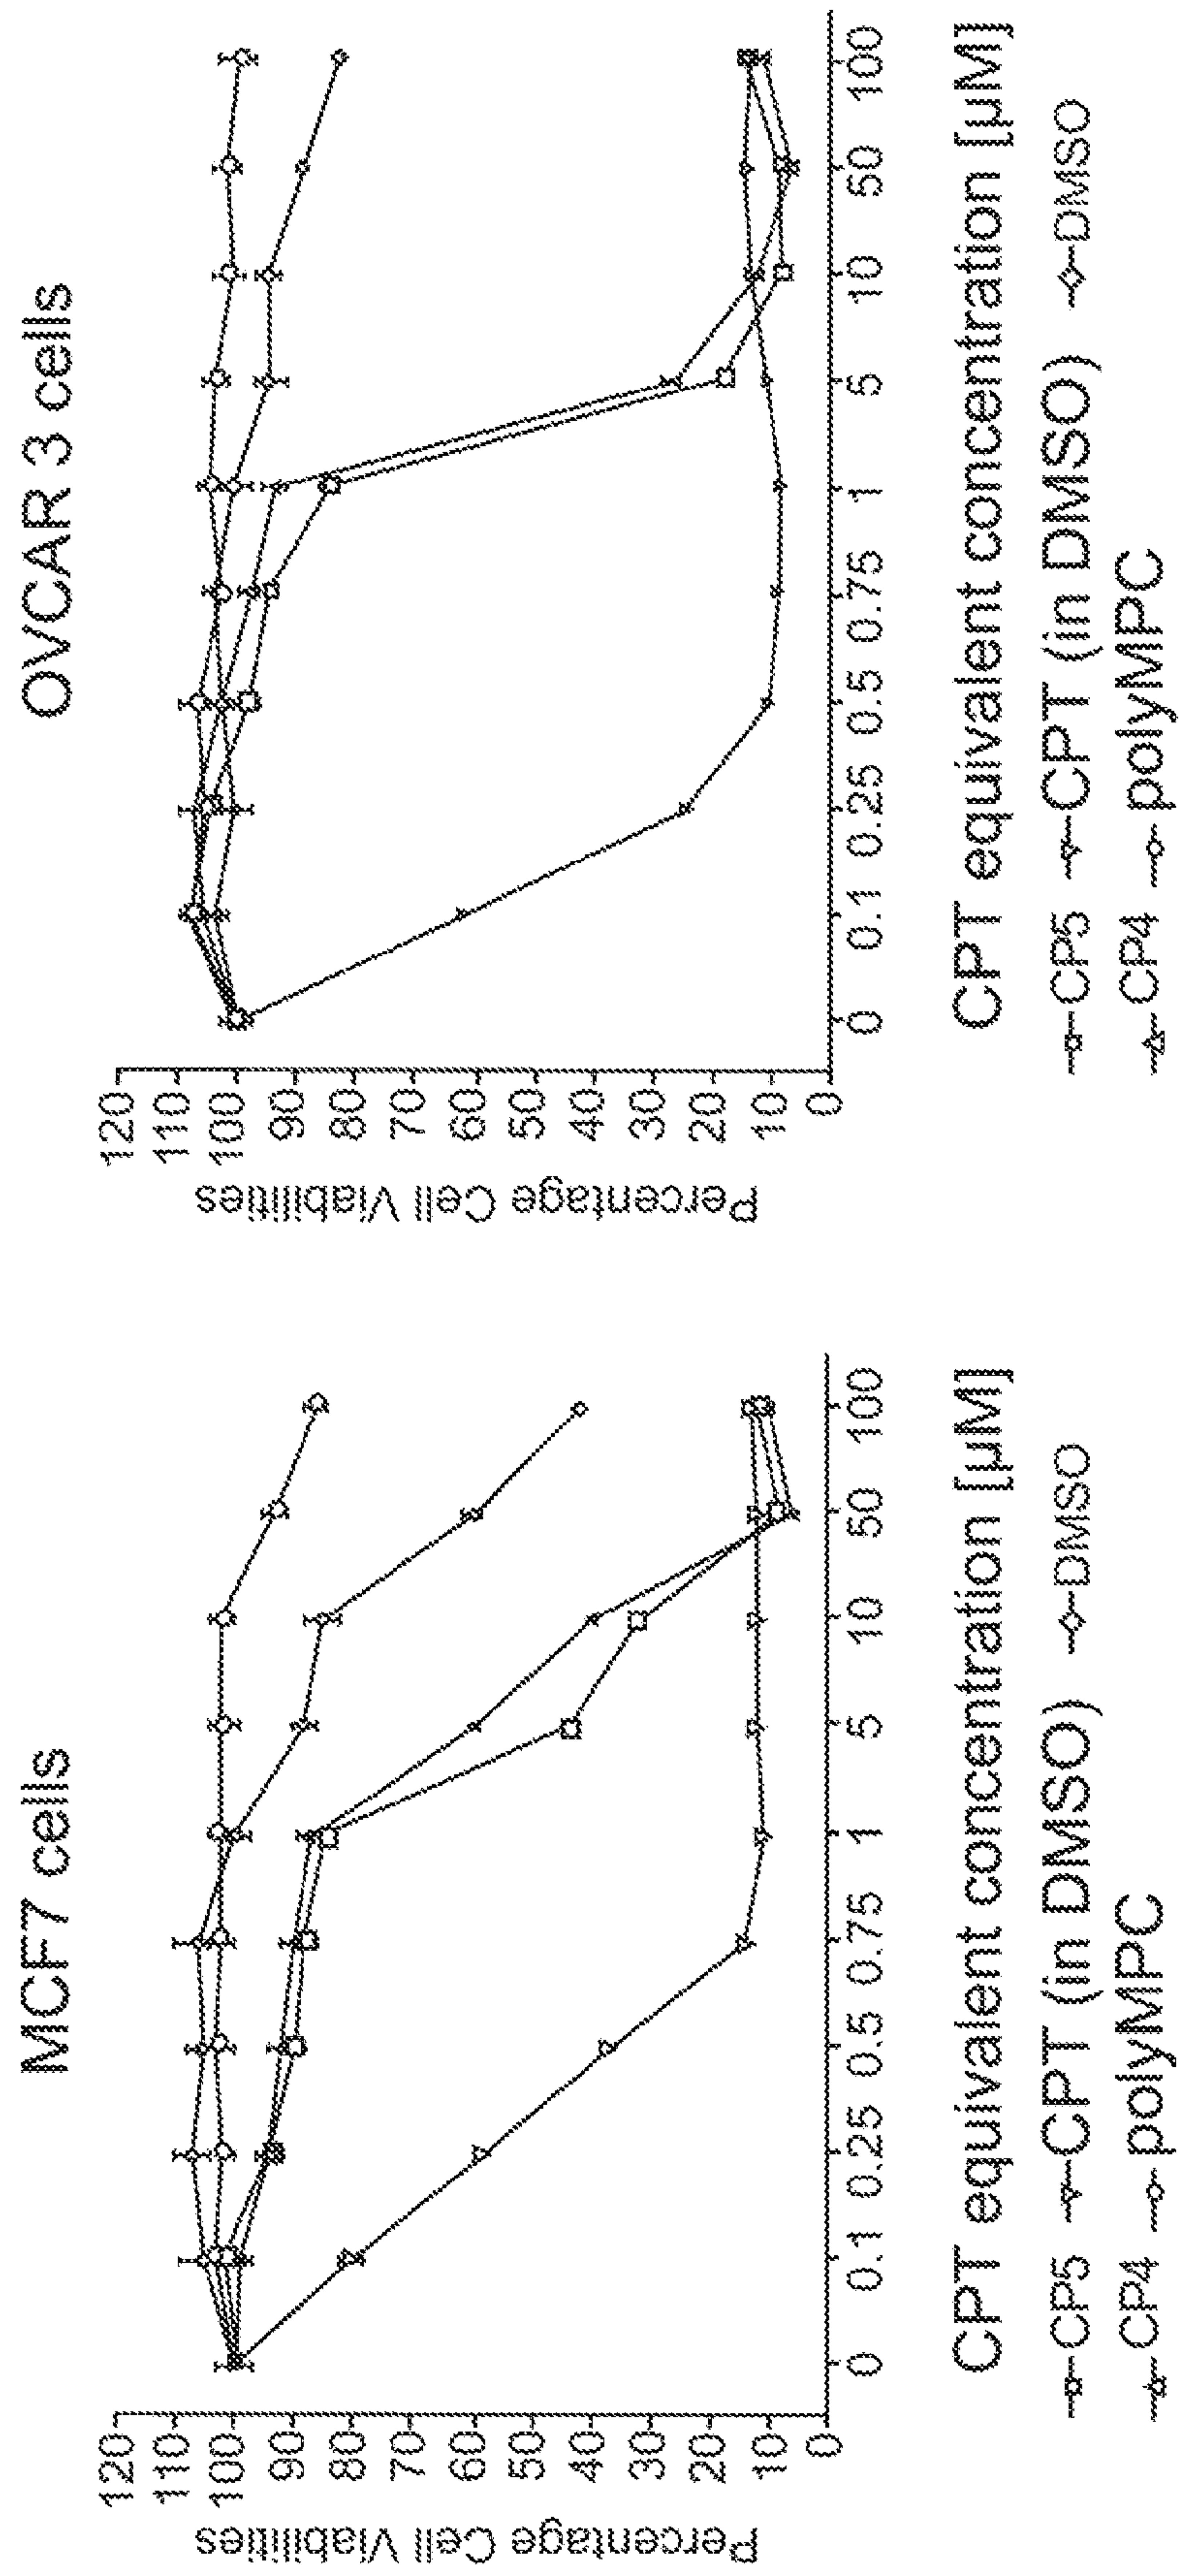 MCF7 cells
Percentage Cell Viabilities
120
110
100
90
80
70
60
50
40
30
20
10
0
0 0.1 0.25 0.5 0.75 1 5 10 50 100
CPT equivalent concentration [µM]
CP5 CPT (in DMSO) DMSO
CP4 polyMPC
OVCAR 3 cells
Percentage Cell Viabilities
120
110
100
90
80
70
60
50
40
30
20
10
0
0 0.1 0.25 0.5 0.75 1 5 10 50 100
CPT equivalent concentration [µM]
CP5 CPT (in DMSO) DMSO
CP4 polyMPC